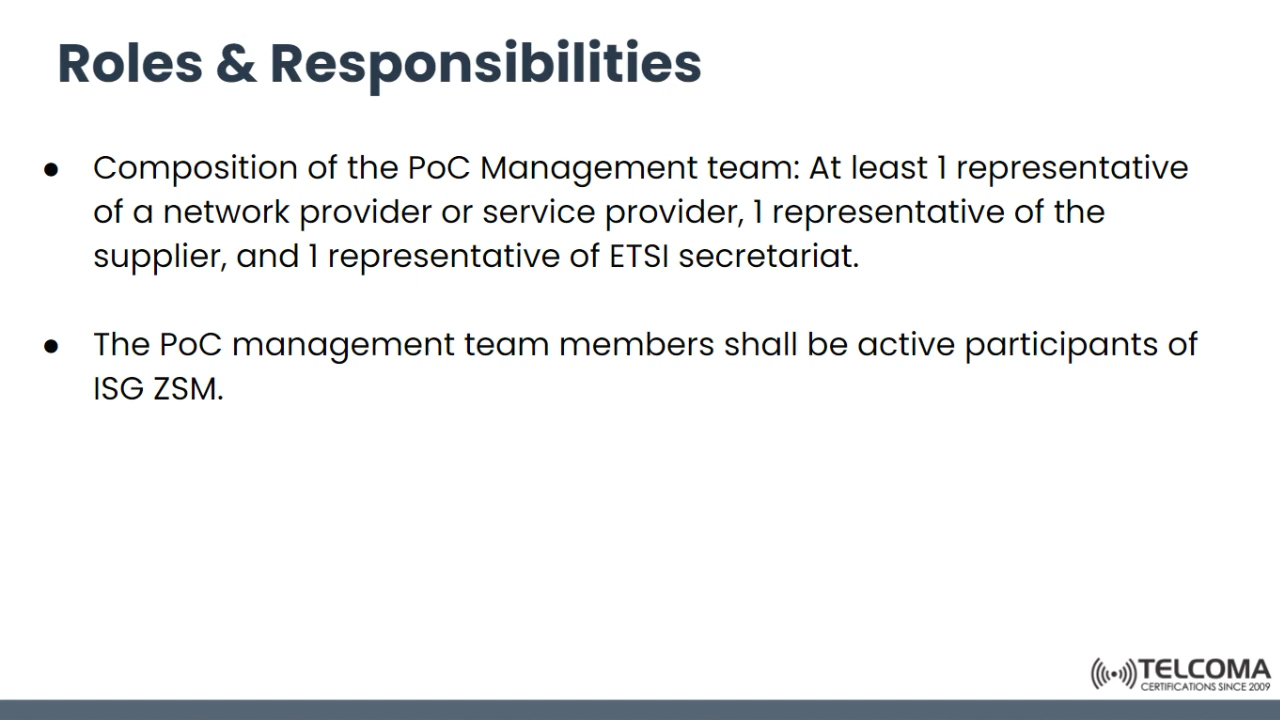 Roles & Responsibilities
● Composition of the PoC Management team: At least 1 representative
of a network provider or service provider, 1 representative of the
supplier, and 1 representative of ETSI secretariat.
● The PoC management team members shall be active participants of
ISG ZSM.
TELCOMA
CERTIFICATIONS SINCE 2009